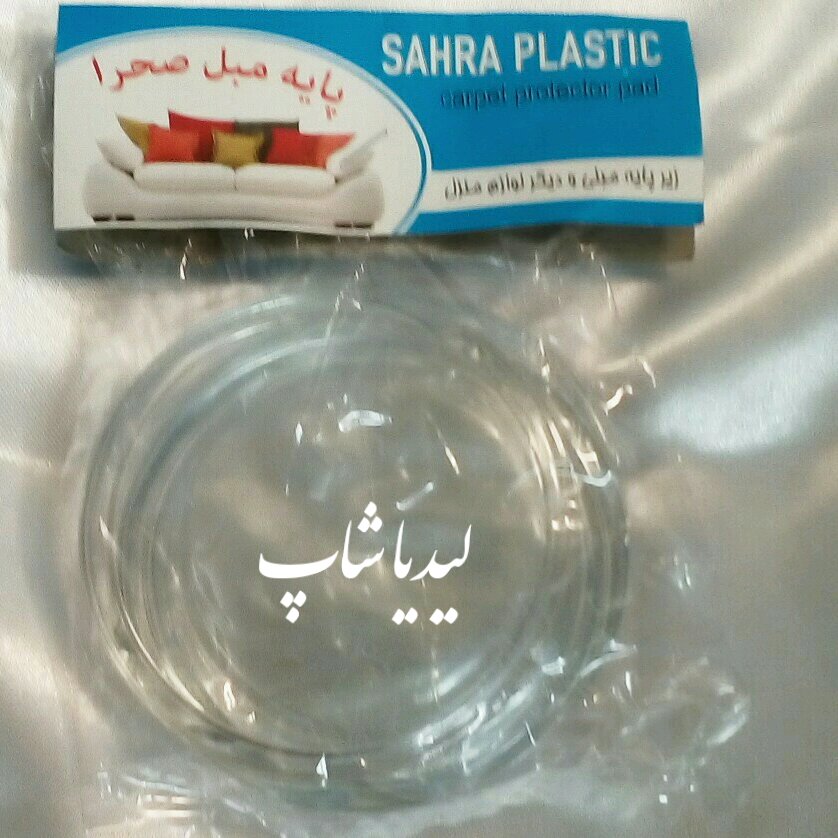 پایه مبل صحرا
SAHRA PLASTIC
carpet protector pad
زیر پایه مبلی و دیگر لوازم منزل
لیدیاشاپ